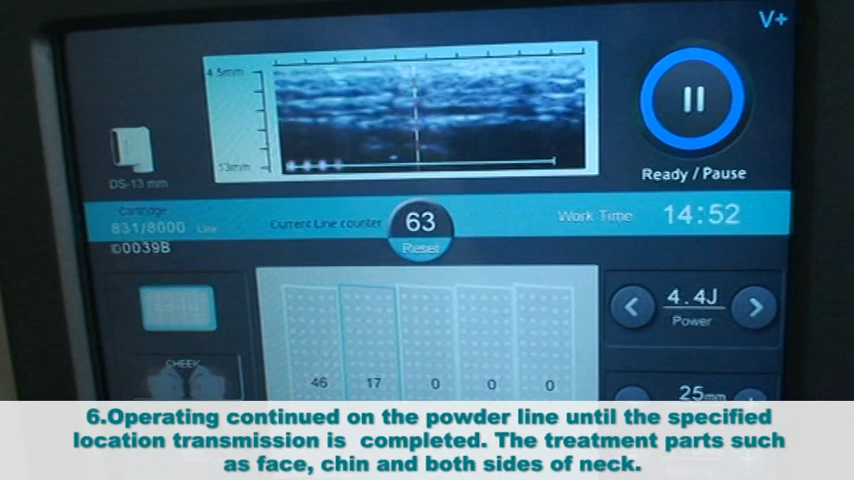 V+
4.5mm
13mm
DS-13 mm
Ready / Pause
Cartridge
831/8000 Line
ID0039B
Current Line counter
63
Reset
Work Time
14:52
4.4J
Power
CHEEK
46 17 0 0 0
25mm
6.Operating continued on the powder line until the specified
location transmission is completed. The treatment parts such
as face, chin and both sides of neck.